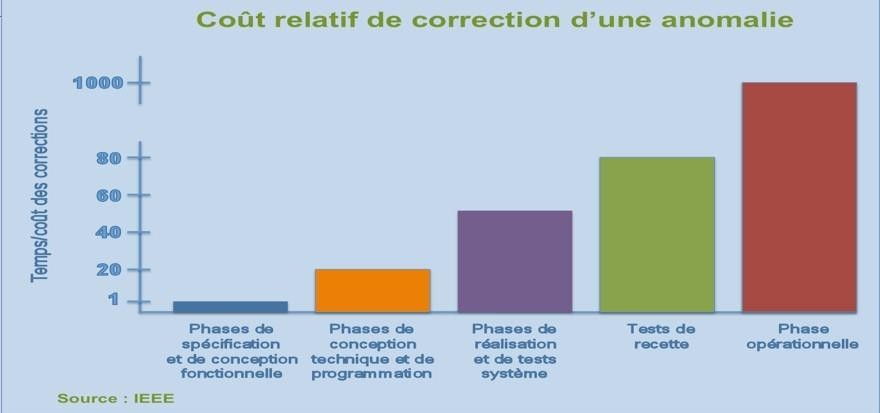 Coût relatif de correction d'une anomalie
Temps/coût des corrections
1000
80
60
40
20
1
Phases de
spécification
et de conception
fonctionnelle
Phases de
conception
technique et de
programmation
Phases de
réalisation
et de tests
système
Tests de
recette
Phase
opérationnelle
Source : IEEE